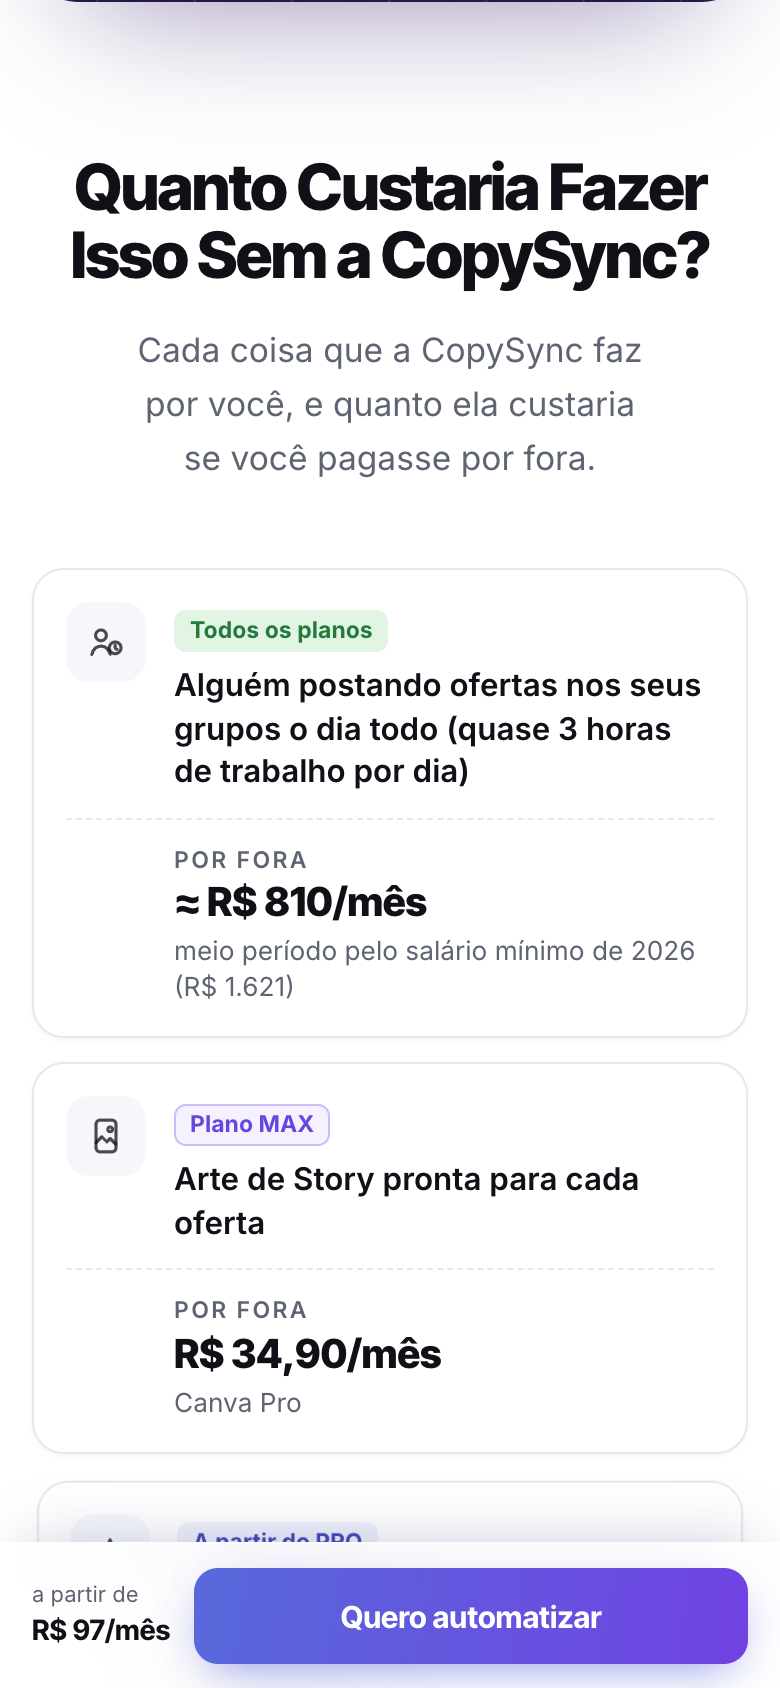 Quanto Custaria Fazer
Isso Sem a CopySync?
Cada coisa que a CopySync faz
por você, e quanto ela custaria
se você pagasse por fora.
Todos os planos
Alguém postando ofertas nos seus
grupos o dia todo (quase 3 horas
de trabalho por dia)
POR FORA
≈ R$ 810/mês
meio período pelo salário mínimo de 2026
(R$ 1.621)
Plano MAX
Arte de Story pronta para cada
oferta
POR FORA
R$ 34,90/mês
Canva Pro
A partir do PRO
a partir de
R$ 97/mês
Quero automatizar